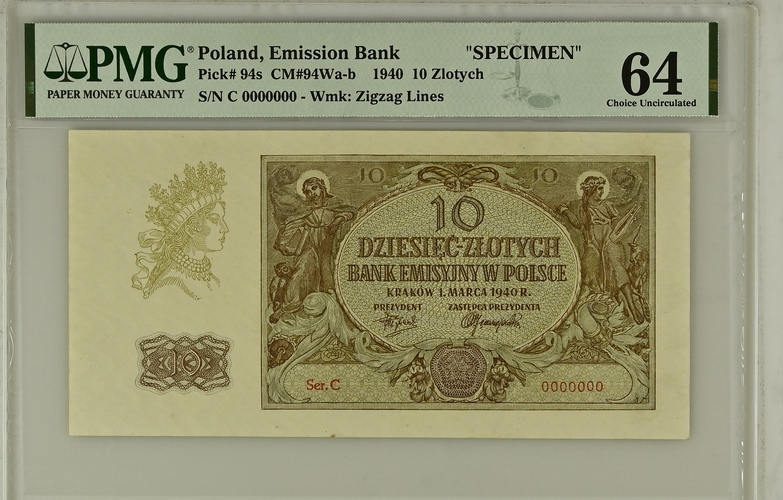 PMG® Poland, Emission Bank "SPECIMEN"
Pick# 94s CM#94Wa-b 1940 10 Zlotych
PAPER MONEY GUARANTY S/N C 0000000 - Wmk: Zigzag Lines
64
Choice Uncirculated
10 10
10
DZIESIĘĆ-ZŁOTYCH
BANK EMISYJNY W POLSCE
KRAKÓW 1. MARCA 1940 R.
PREZYDENT ZASTĘPCA PREZYDENTA
10
Ser. C 0000000